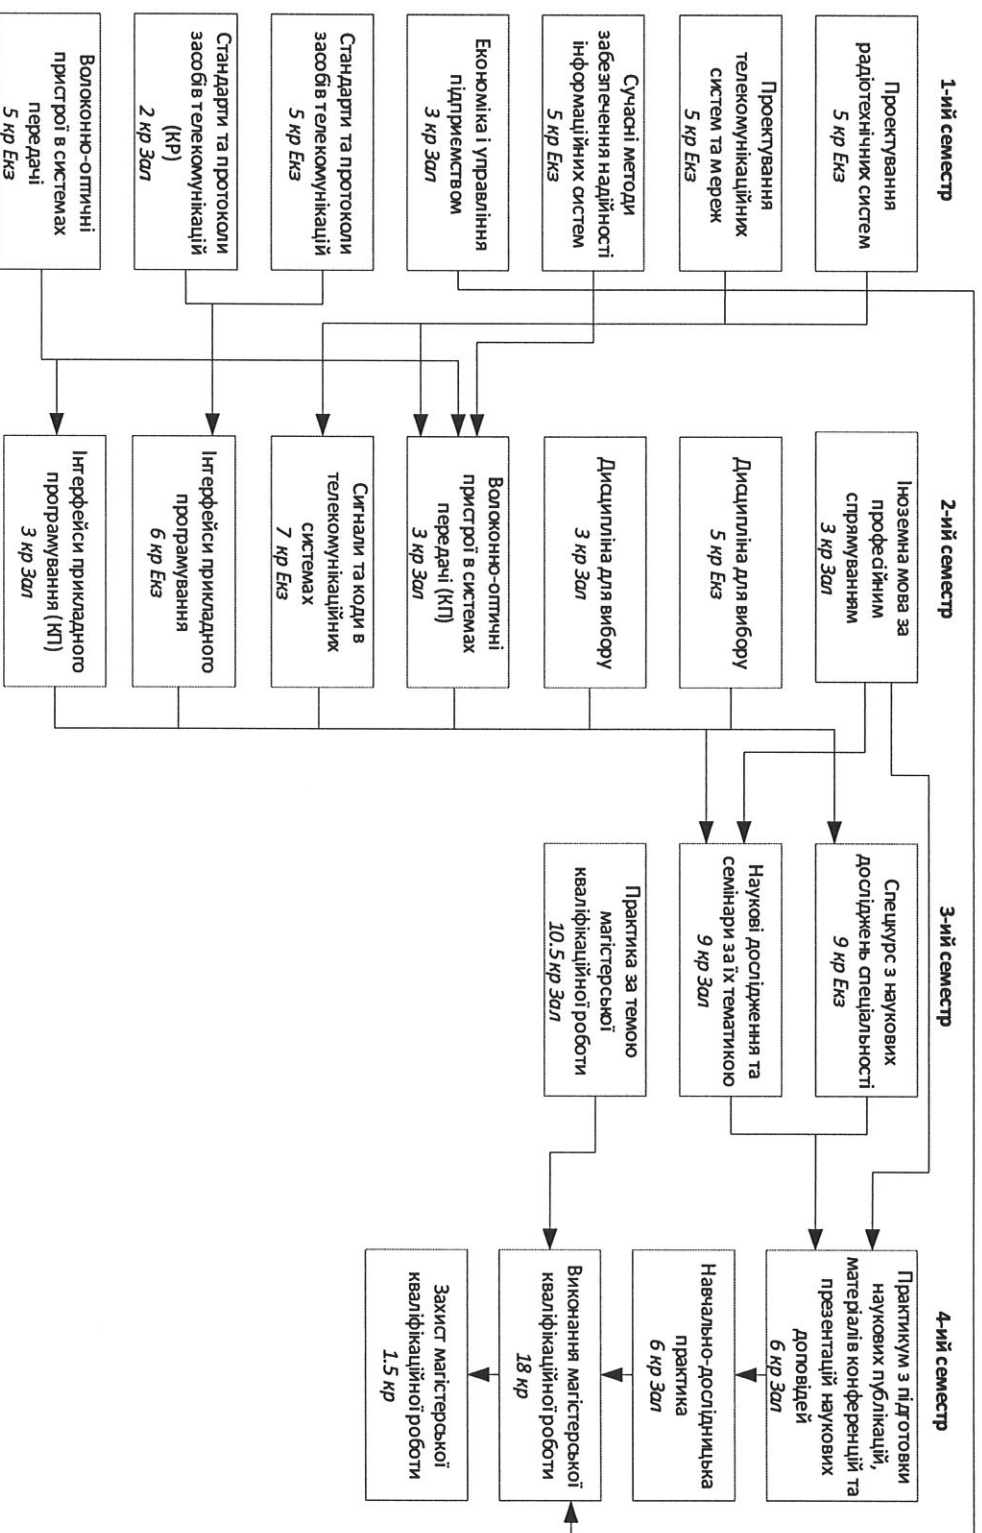 1-ий семестр
Проектування
радіотехнічних систем
5 кр Екз
Проектування
телекомунікаційних
систем та мереж
5 кр Екз
Сучасні методи
забезпечення надійності
інформаційних систем
5 кр Екз
Економіка і управління
підприємством
3 кр Зал
Стандарти та протоколи
засобів телекомунікацій
5 кр Екз
Стандарти та протоколи
засобів телекомунікацій
(КР)
2 кр Зал
Волоконно-оптичні
пристрої в системах
передачі
5 кр Екз
2-ий семестр
Іноземна мова за
професійним
спрямуванням
3 кр Зал
Дисципліна для вибору
5 кр Екз
Дисципліна для вибору
3 кр Зал
Волоконно-оптичні
пристрої в системах
передачі (КП)
3 кр Зал
Сигнали та коди в
телекомунікаційних
системах
7 кр Екз
Інтерфейси прикладного
програмування
6 кр Екз
Інтерфейси прикладного
програмування (КП)
3 кр Зал
3-ий семестр
Спецкурс з наукових
досліджень спеціальності
9 кр Екз
Наукові дослідження та
семінари за їх тематикою
9 кр Зал
Практика за темою
магістерської
кваліфікаційної роботи
10.5 кр Зал
4-ий семестр
Практикум з підготовки
наукових публікацій,
матеріалів конференцій та
презентацій наукових
доповідей
6 кр Зал
Навчально-дослідницька
практика
6 кр Зал
Виконання магістерської
кваліфікаційної роботи
18 кр
Захист магістерської
кваліфікаційної роботи
1.5 кр